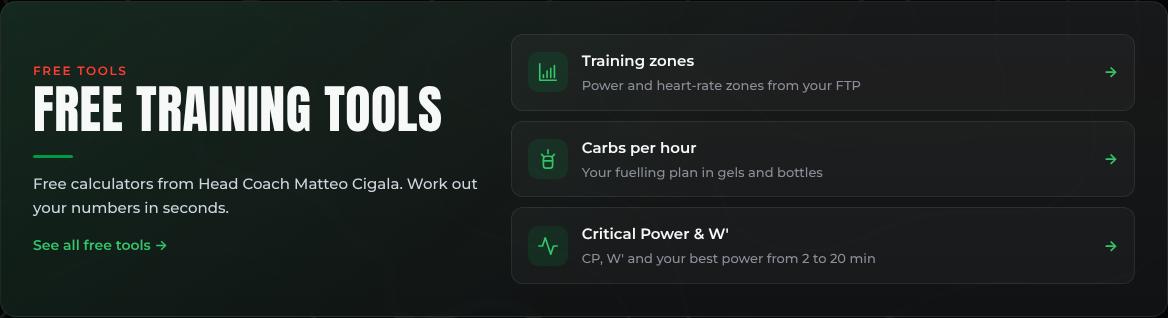 FREE TOOLS
FREE TRAINING TOOLS
Free calculators from Head Coach Matteo Cigala. Work out
your numbers in seconds.
See all free tools →
Training zones
Power and heart-rate zones from your FTP
→
Carbs per hour
Your fuelling plan in gels and bottles
→
Critical Power & W'
CP, W' and your best power from 2 to 20 min
→